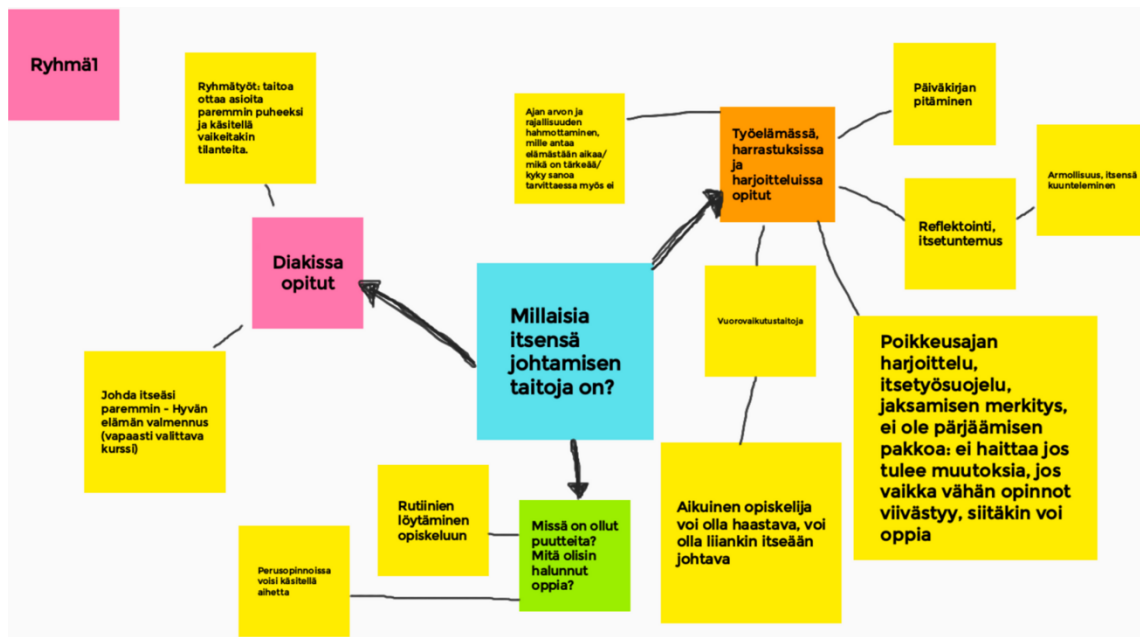 Ryhmä1
Ryhmätyöt: taitoa
ottaa asioita
paremmin puheeksi
ja käsitellä
vaikeitakin
tilanteita.
Diakissa
opitut
Johda itseäsi
paremmin - Hyvän
elämän valmennus
(vapaasti valittava
kurssi)
Millaisia
itsensä
johtamisen
taitoja on?
Ajan arvon ja
rajallisuuden
hahmottaminen,
mille antaa
elämästään aikaa/
mikä on tärkeää/
kyky sanoa
tarvittaessa myös ei
Työelämässä,
harrastuksissa
ja
harjoitteluissa
opitut
Päiväkirjan
pitäminen
Reflektointi,
itsetuntemus
Armollisuus, itsensä
kuunteleminen
Vuorovaikutustaitoja
Aikuinen opiskelija
voi olla haastava, voi
olla liiankin itseään
johtava
Poikkeusajan
harjoittelu,
itsetyösuojelu,
jaksamisen merkitys,
ei ole pärjäämisen
pakkoa: ei haittaa jos
tulee muutoksia, jos
vaikka vähän opinnot
viivästyy, siitäkin voi
oppia
Missä on ollut
puutteita?
Mitä olisin
halunnut
oppia?
Rutiinien
löytäminen
opiskeluun
Perusopinnoissa
voisi käsitellä
aihetta